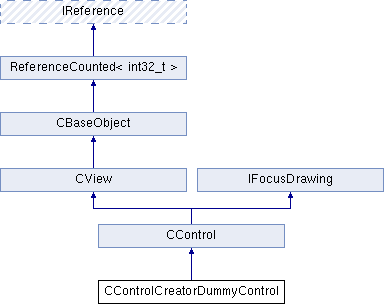 IReference
ReferenceCounted< int32_t >
CBaseObject
CView
IFocusDrawing
CControl
CControlCreatorDummyControl